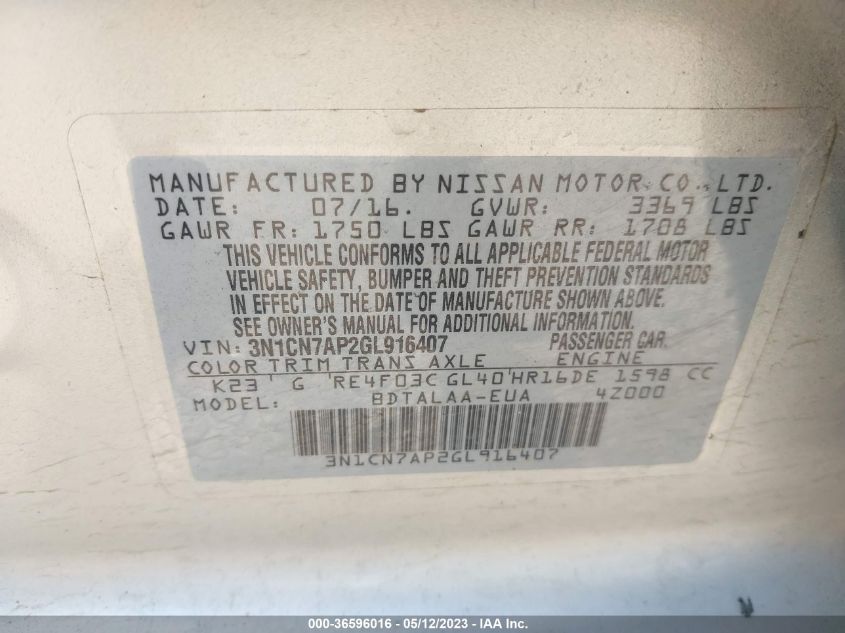 MANUFACTURED BY NISSAN MOTOR CO., LTD.
DATE: 07/16. GVWR: 3369 LBS
GAWR FR: 1750 LBS GAWR RR: 1708 LBS
THIS VEHICLE CONFORMS TO ALL APPLICABLE FEDERAL MOTOR
VEHICLE SAFETY, BUMPER AND THEFT PREVENTION STANDARDS
IN EFFECT ON THE DATE OF MANUFACTURE SHOWN ABOVE.
SEE OWNER'S MANUAL FOR ADDITIONAL INFORMATION.
VIN: 3N1CN7AP2GL916407 PASSENGER CAR
COLOR TRIM TRANS AXLE ENGINE
K23 G RE4F03C GL40 HR16DE 1598 CC
MODEL: BDTALAA-EUA 4Z000
3N1CN7AP2GL916407
000-36596016 - 05/12/2023 - IAAI.com